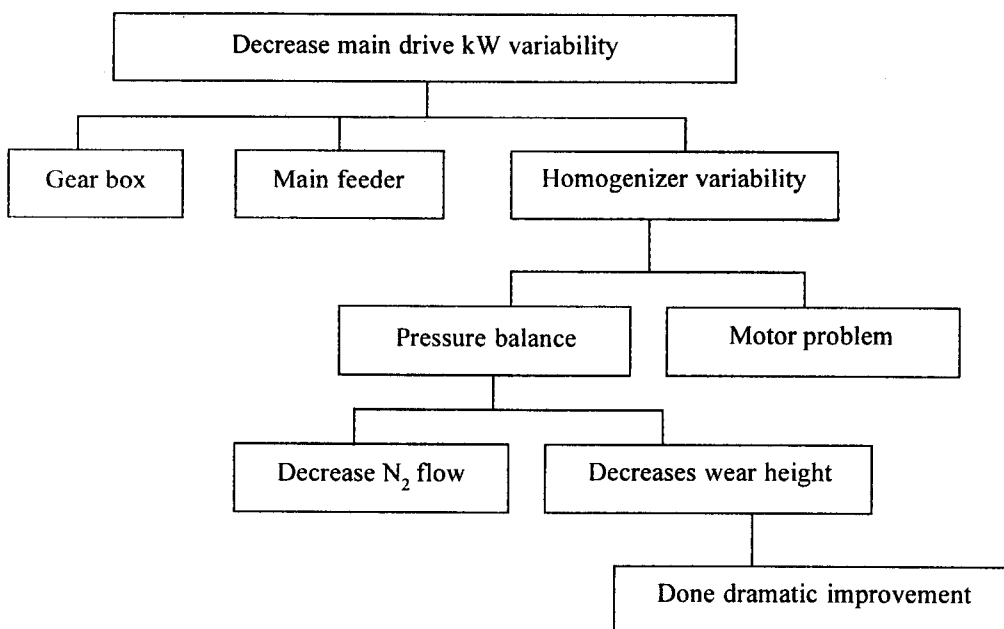 Decrease main drive kW variability
Gear box
Main feeder
Homogenizer variability
Pressure balance
Motor problem
Decrease N₂ flow
Decreases wear height
Done dramatic improvement